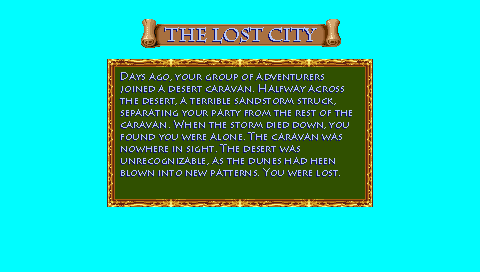 THE LOST CITY
DAYS AGO, YOUR GROUP OF ADVENTURERS
JOINED A DESERT CARAVAN. HALFWAY ACROSS
THE DESERT, A TERRIBLE SANDSTORM STRUCK,
SEPARATING YOUR PARTY FROM THE REST OF THE
CARAVAN. WHEN THE STORM DIED DOWN, YOU
FOUND YOU WERE ALONE. THE CARAVAN WAS
NOWHERE IN SIGHT. THE DESERT WAS
UNRECOGNIZABLE, AS THE DUNES HAD HEEN
BLOWN INTO NEW PATTERNS. YOU WERE LOST.